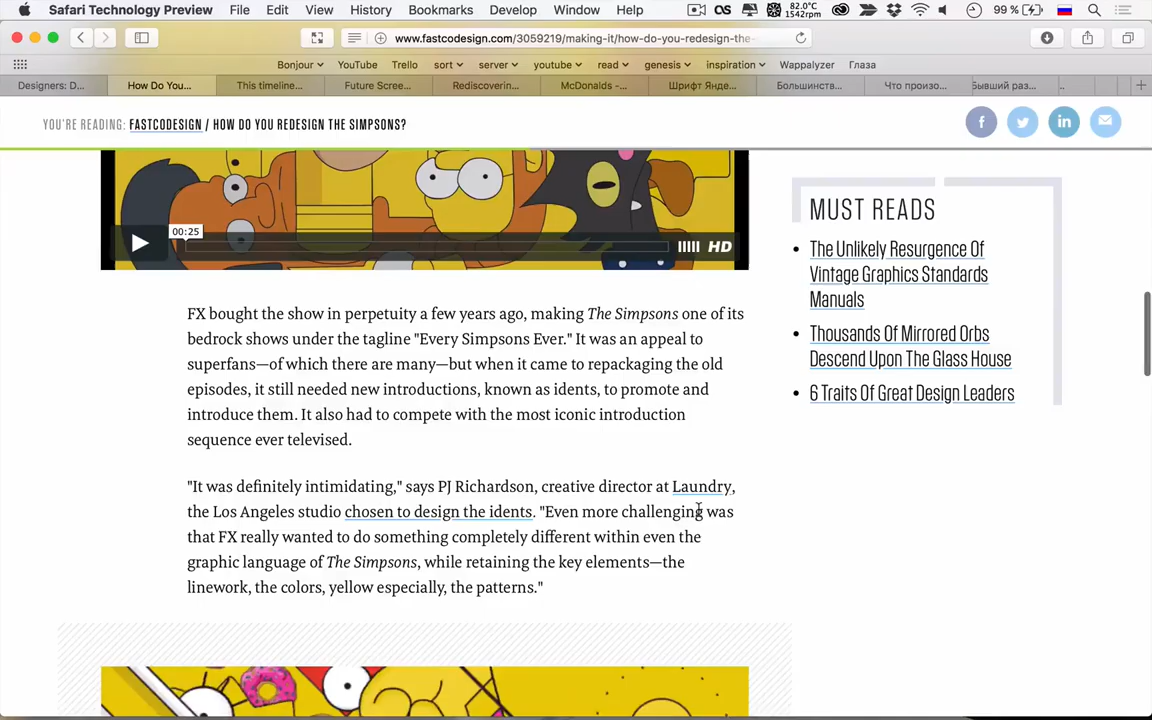 Safari Technology Preview File Edit View History Bookmarks Develop Window Help 82.0°C 1542rpm 99 %
www.fastcodesign.com/3059219/making-it/how-do-you-redesign-the-
Bonjour YouTube Trello sort server youtube read genesis inspiration Wappalyzer Глаза
Designers: D... How Do You... This timeline... Future Scree... Rediscoverin... McDonalds -... Шрифт Янде... Большинств... Что произо... Бывший раз...
YOU'RE READING: FASTCODESIGN / HOW DO YOU REDESIGN THE SIMPSONS?
00:25
HD
FX bought the show in perpetuity a few years ago, making The Simpsons one of its
bedrock shows under the tagline "Every Simpsons Ever." It was an appeal to
superfans—of which there are many—but when it came to repackaging the old
episodes, it still needed new introductions, known as idents, to promote and
introduce them. It also had to compete with the most iconic introduction
sequence ever televised.
"It was definitely intimidating," says PJ Richardson, creative director at Laundry,
the Los Angeles studio chosen to design the idents. "Even more challenging was
that FX really wanted to do something completely different within even the
graphic language of The Simpsons, while retaining the key elements—the
linework, the colors, yellow especially, the patterns."
MUST READS
The Unlikely Resurgence Of
Vintage Graphics Standards
Manuals
Thousands Of Mirrored Orbs
Descend Upon The Glass House
6 Traits Of Great Design Leaders